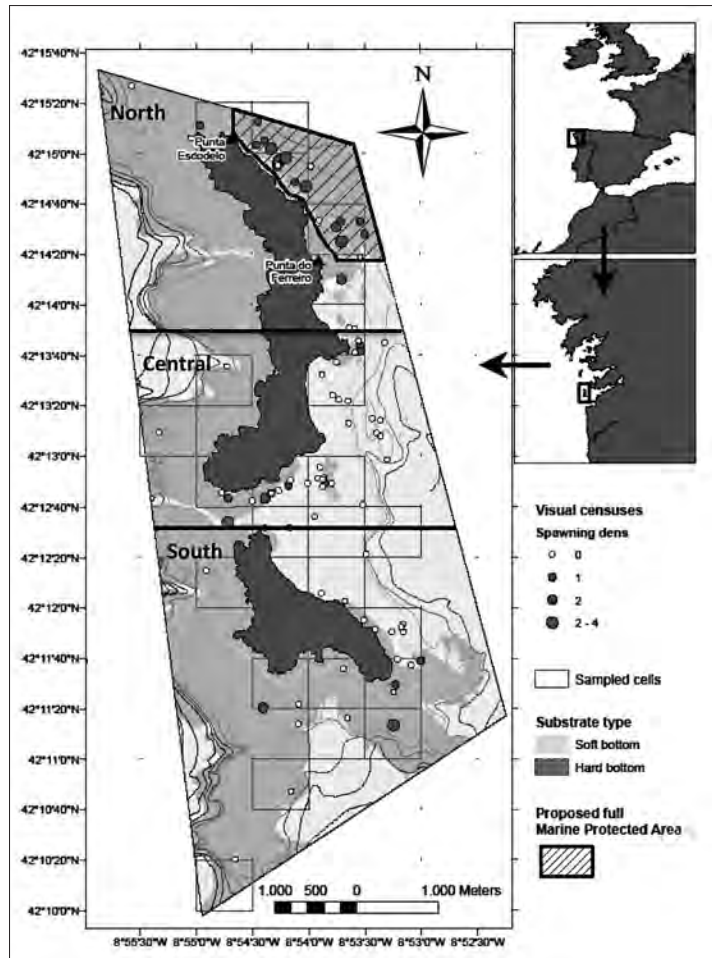 42°15'40"N
42°15'20"N
42°15'0"N
42°14'40"N
42°14'20"N
42°14'0"N
42°13'40"N
42°13'20"N
42°13'0"N
42°12'40"N
42°12'20"N
42°12'0"N
42°11'40"N
42°11'20"N
42°11'0"N
42°10'40"N
42°10'20"N
42°10'0"N
North
Punta
Escodelo
Punta do
Ferreiro
Central
South
N
1.000 500 0 1.000 Meters
8°55'30"W 8°55'0"W 8°54'30"W 8°54'0"W 8°53'30"W 8°53'0"W 8°52'30"W
Visual censuses
Spawning dens
0
1
2
2 - 4
Sampled cells
Substrate type
Soft bottom
Hard bottom
Proposed full
Marine Protected Area